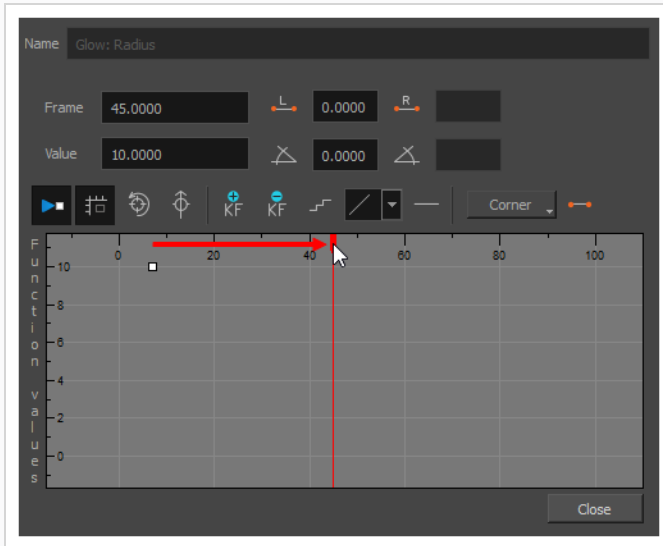 Name Glow: Radius
Frame 45.0000 L 0.0000 R
Value 10.0000 0.0000
KF KF Corner
Function values
0 20 40 60 80 100
10
8
6
4
2
0
Close